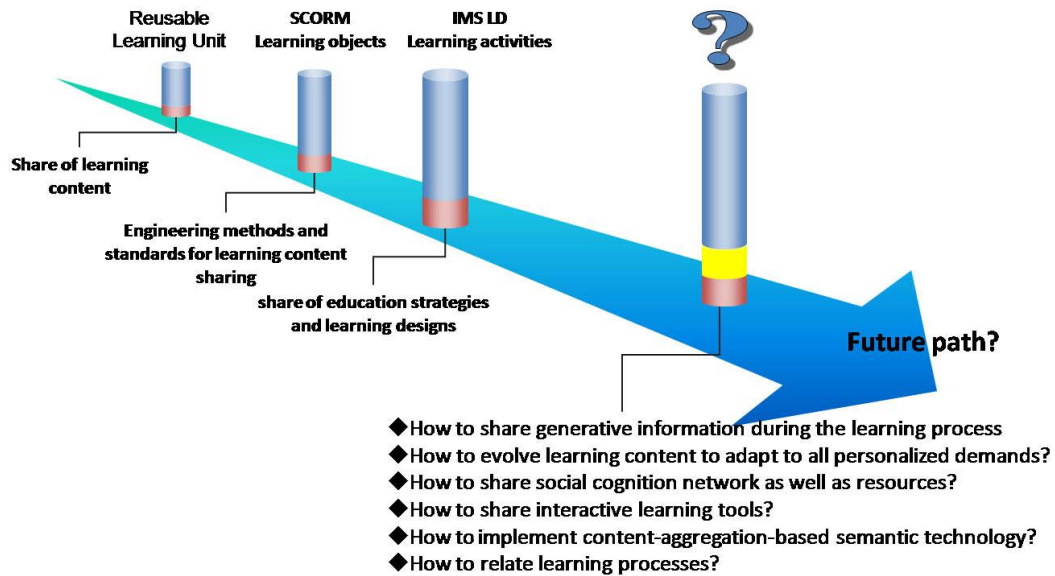 Reusable
Learning Unit
SCORM
Learning objects
IMS LD
Learning activities
?
Share of learning
content
Engineering methods and
standards for learning content
sharing
share of education strategies
and learning designs
Future path?
◆How to share generative information during the learning process
◆How to evolve learning content to adapt to all personalized demands?
◆How to share social cognition network as well as resources?
◆How to share interactive learning tools?
◆How to implement content-aggregation-based semantic technology?
◆How to relate learning processes?